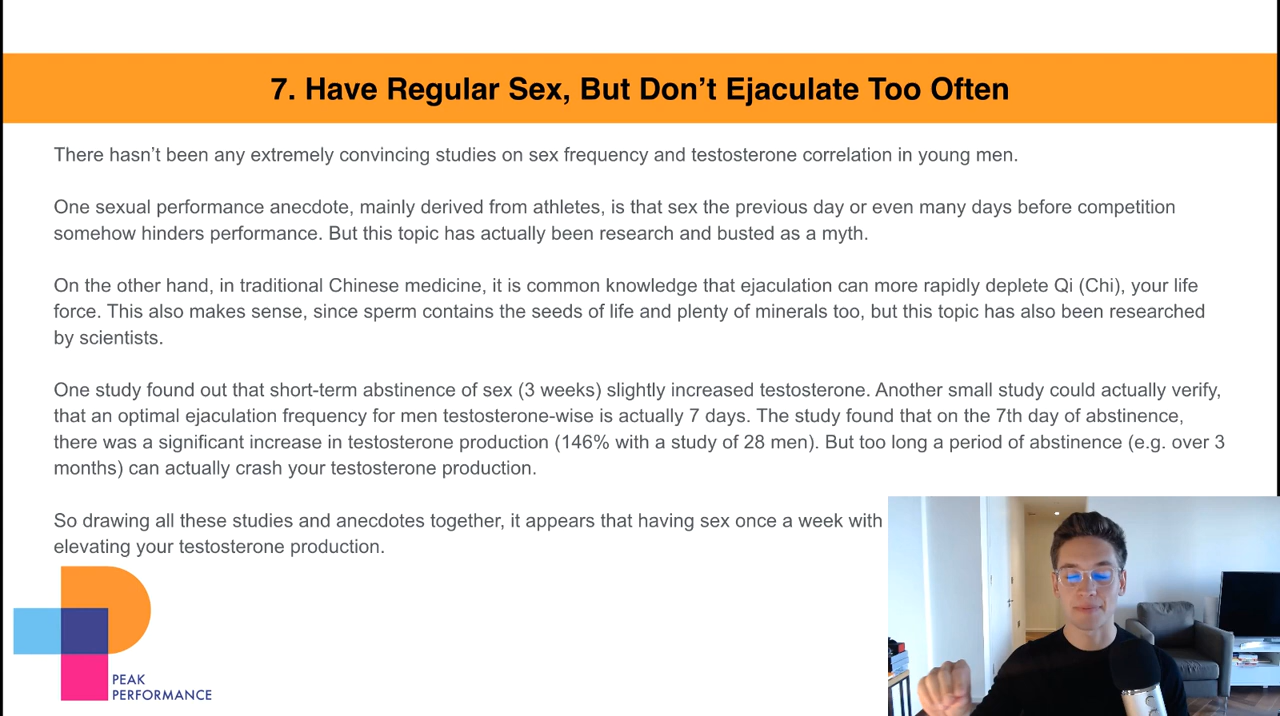 7. Have Regular Sex, But Don't Ejaculate Too Often
There hasn't been any extremely convincing studies on sex frequency and testosterone correlation in young men.
One sexual performance anecdote, mainly derived from athletes, is that sex the previous day or even many days before competition
somehow hinders performance. But this topic has actually been research and busted as a myth.
On the other hand, in traditional Chinese medicine, it is common knowledge that ejaculation can more rapidly deplete Qi (Chi), your life
force. This also makes sense, since sperm contains the seeds of life and plenty of minerals too, but this topic has also been researched
by scientists.
One study found out that short-term abstinence of sex (3 weeks) slightly increased testosterone. Another small study could actually verify,
that an optimal ejaculation frequency for men testosterone-wise is actually 7 days. The study found that on the 7th day of abstinence,
there was a significant increase in testosterone production (146% with a study of 28 men). But too long a period of abstinence (e.g. over 3
months) can actually crash your testosterone production.
So drawing all these studies and anecdotes together, it appears that having sex once a week with
elevating your testosterone production.
PEAK
PERFORMANCE